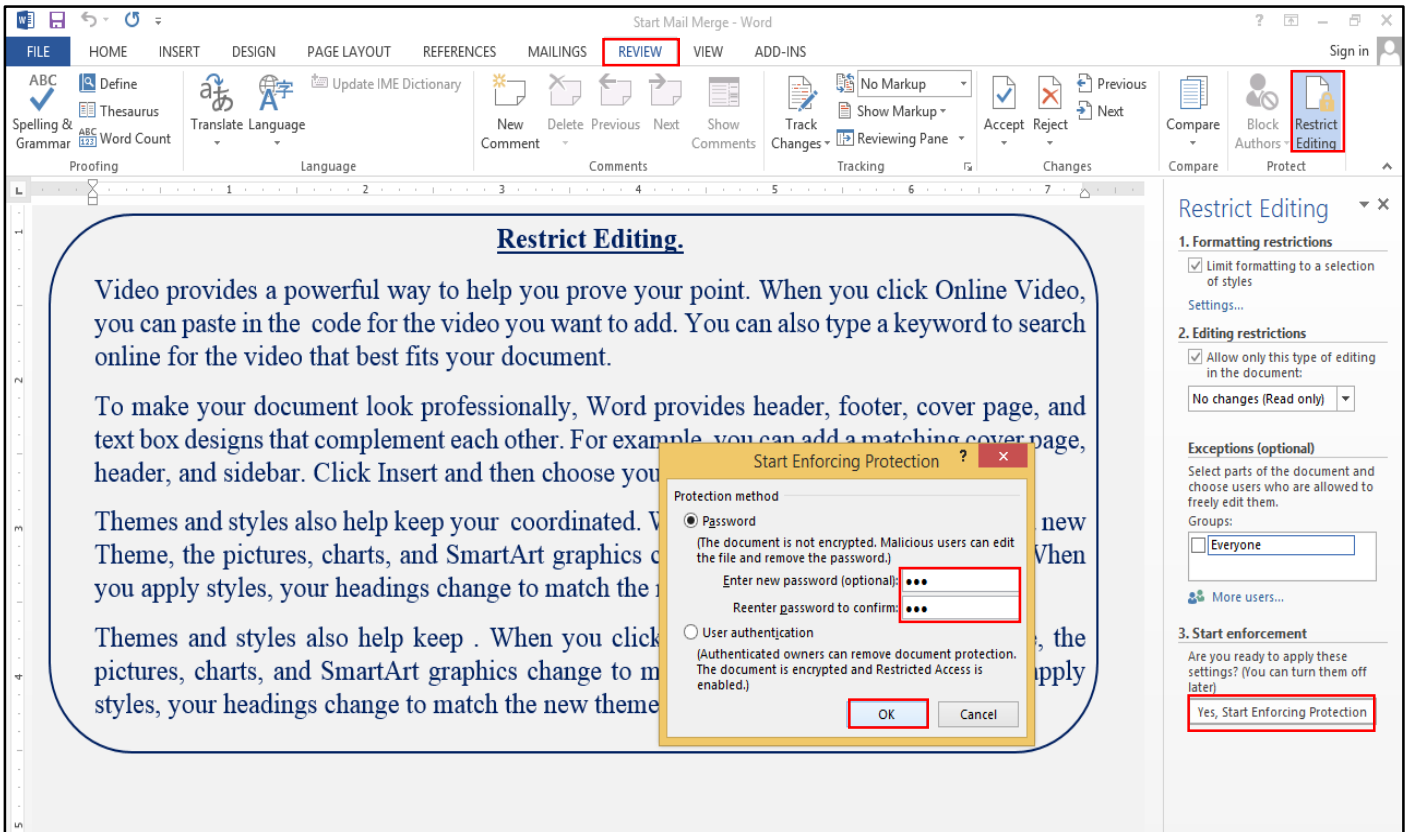 Start Mail Merge - Word
FILE HOME INSERT DESIGN PAGE LAYOUT REFERENCES MAILINGS REVIEW VIEW ADD-INS Sign in
ABC Spelling & Grammar
Define
Thesaurus
ABC 123 Word Count
Translate
Language
Update IME Dictionary
New Comment
Delete
Previous
Next
Show Comments
Track Changes
No Markup
Show Markup
Reviewing Pane
Accept
Reject
Previous
Next
Compare
Block Authors
Restrict Editing
Proofing Language Comments Tracking Changes Compare Protect
1 2 3 4 5 6 7
Restrict Editing.
Video provides a powerful way to help you prove your point. When you click Online Video,
you can paste in the code for the video you want to add. You can also type a keyword to search
online for the video that best fits your document.
To make your document look professionally, Word provides header, footer, cover page, and
text box designs that complement each other. For example, you can add a matching cover page,
header, and sidebar. Click Insert and then choose you
Themes and styles also help keep your coordinated. W new
Theme, the pictures, charts, and SmartArt graphics c When
you apply styles, your headings change to match the
Themes and styles also help keep . When you click , the
pictures, charts, and SmartArt graphics change to m apply
styles, your headings change to match the new theme
Start Enforcing Protection ?
Protection method
Password
(The document is not encrypted. Malicious users can edit
the file and remove the password.)
Enter new password (optional): •••
Reenter password to confirm: •••
User authentication
(Authenticated owners can remove document protection.
The document is encrypted and Restricted Access is
enabled.)
OK Cancel
Restrict Editing
1. Formatting restrictions
Limit formatting to a selection
of styles
Settings...
2. Editing restrictions
Allow only this type of editing
in the document:
No changes (Read only)
Exceptions (optional)
Select parts of the document and
choose users who are allowed to
freely edit them.
Groups:
Everyone
More users...
3. Start enforcement
Are you ready to apply these
settings? (You can turn them off
later)
Yes, Start Enforcing Protection
1
2
3
4
5